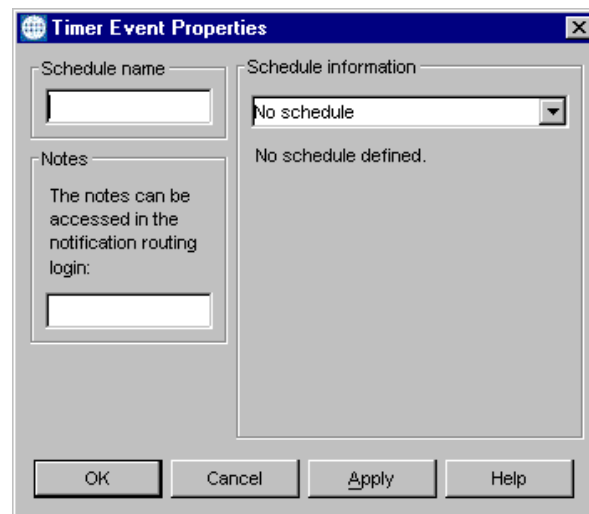 Timer Event Properties
Schedule name
Notes
The notes can be
accessed in the
notification routing
login:
Schedule information
No schedule
No schedule defined.
OK
Cancel
Apply
Help